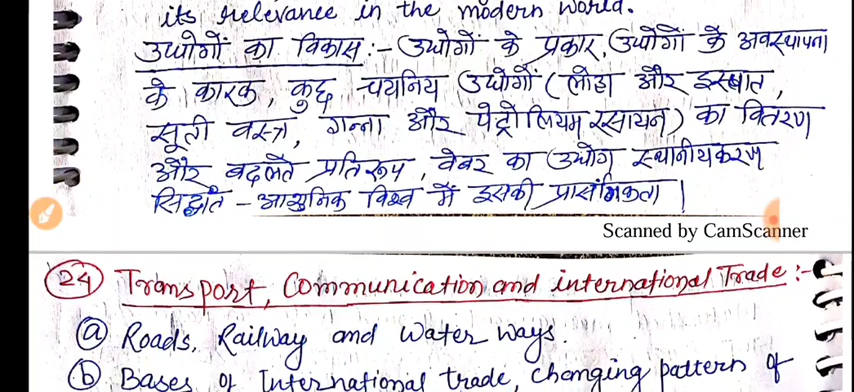 its relevance in the modern world.
उद्योगों का विकास :- उद्योगों के प्रकार, उद्योगों के अवस्थापना
के कारक, कुछ चयनिय उद्योगों (लोहा और इस्पात,
सूती वस्त्र, गन्ना और पेट्रोलियम रसायन) का वितरण
और बदलते प्रतिरूप, वेबर का उद्योग स्थानीयकरण
सिद्धांत - आधुनिक विश्व में इसकी प्रासंगिकता |
Scanned by CamScanner
24 Transport, Communication and international Trade :-
a Roads, Railway and Water ways.
b Bases of International trade, changing pattern of